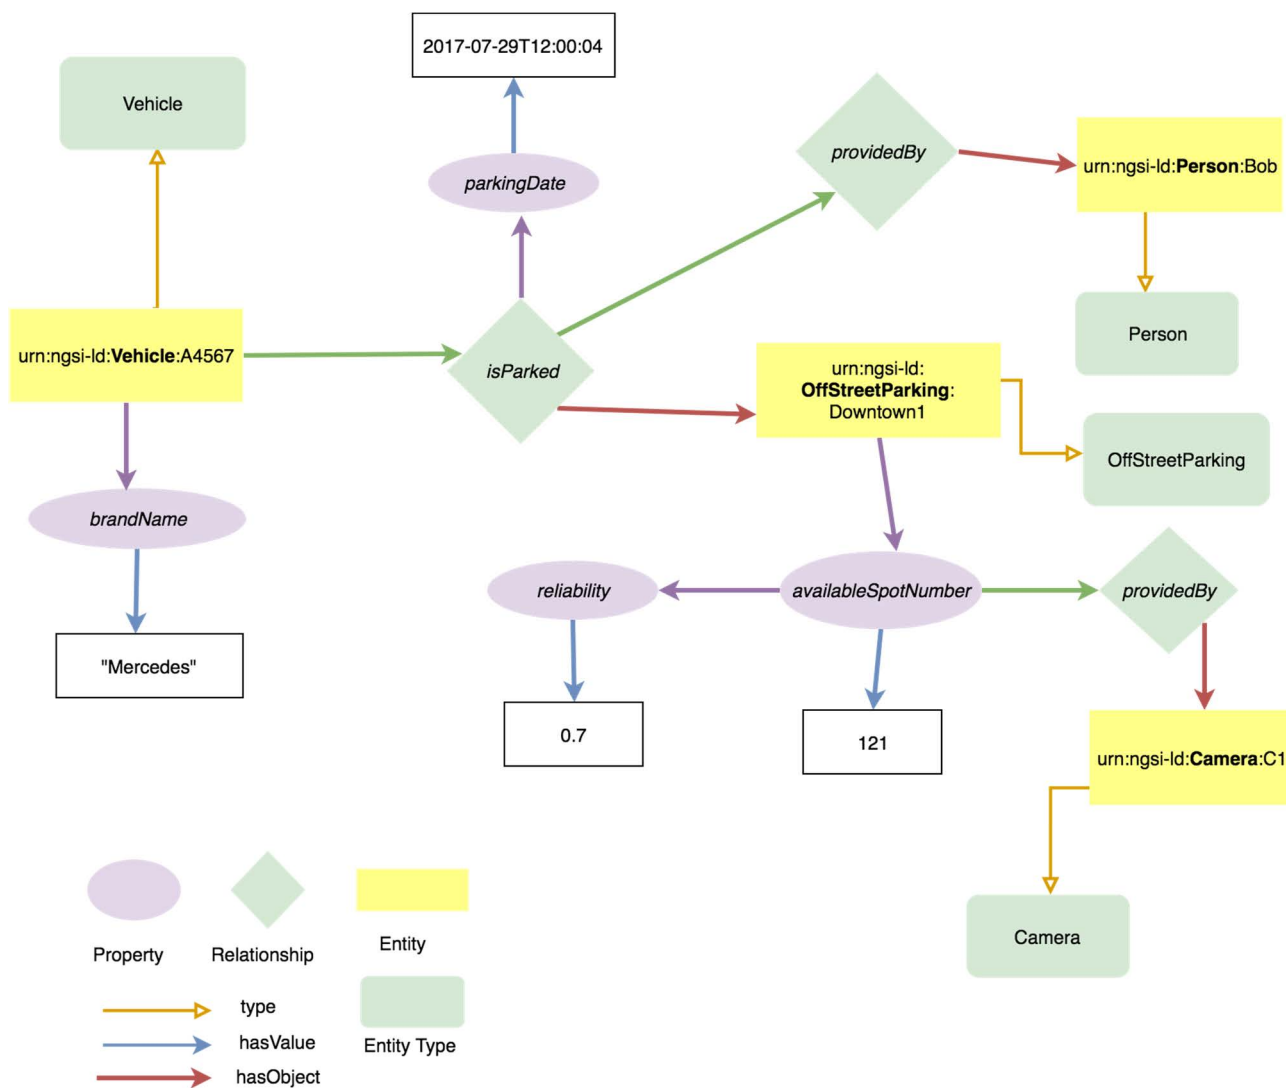 2017-07-29T12:00:04
Vehicle
providedBy
urn:ngsi-ld:Person:Bob
parkingDate
Person
urn:ngsi-ld:Vehicle:A4567
isParked
urn:ngsi-ld:
OffStreetParking:
Downtown1
OffStreetParking
brandName
reliability
availableSpotNumber
providedBy
"Mercedes"
0.7
121
urn:ngsi-ld:Camera:C1
Camera
Property
Relationship
Entity
type
hasValue
Entity Type
hasObject